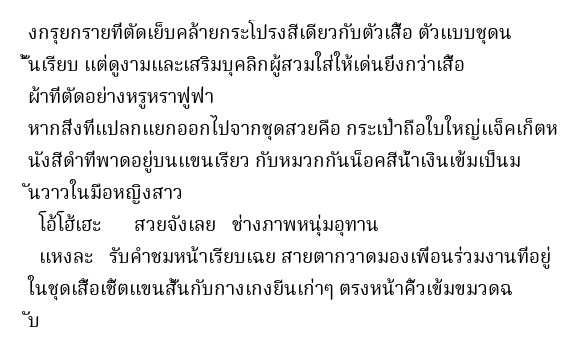 งกรุยกรายที่ตัดเย็บคล้ายกระโปรงสีเดียวกับตัวเสื้อ ตัวแบบชุดน
ั้นเรียบ แต่ดูงามและเสริมบุคลิกผู้สวมใส่ให้เด่นยิ่งกว่าเสื้อ
ผ้าที่ตัดอย่างหรูหราฟูฟ่า
หากสิ่งที่แปลกแยกออกไปจากชุดสวยคือ กระเป๋าถือใบใหญ่แจ็คเก็ตห
นังสีดำที่พาดอยู่บนแขนเรียว กับหมวกกันน็อคสีน้ำเงินเข้มเป็นม
ันวาวในมือหญิงสาว
โอ้โฮ้เฮะ สวยจังเลย ช่างภาพหนุ่มอุทาน
แหงล่ะ รับคำชมหน้าเรียบเฉย สายตากวาดมองเพื่อนร่วมงานที่อยู่
ในชุดเสื้อเชิ้ตแขนสั้นกับกางเกงยีนเก่าๆ ตรงหน้าคิ้วเข้มขมวดฉ
ับ